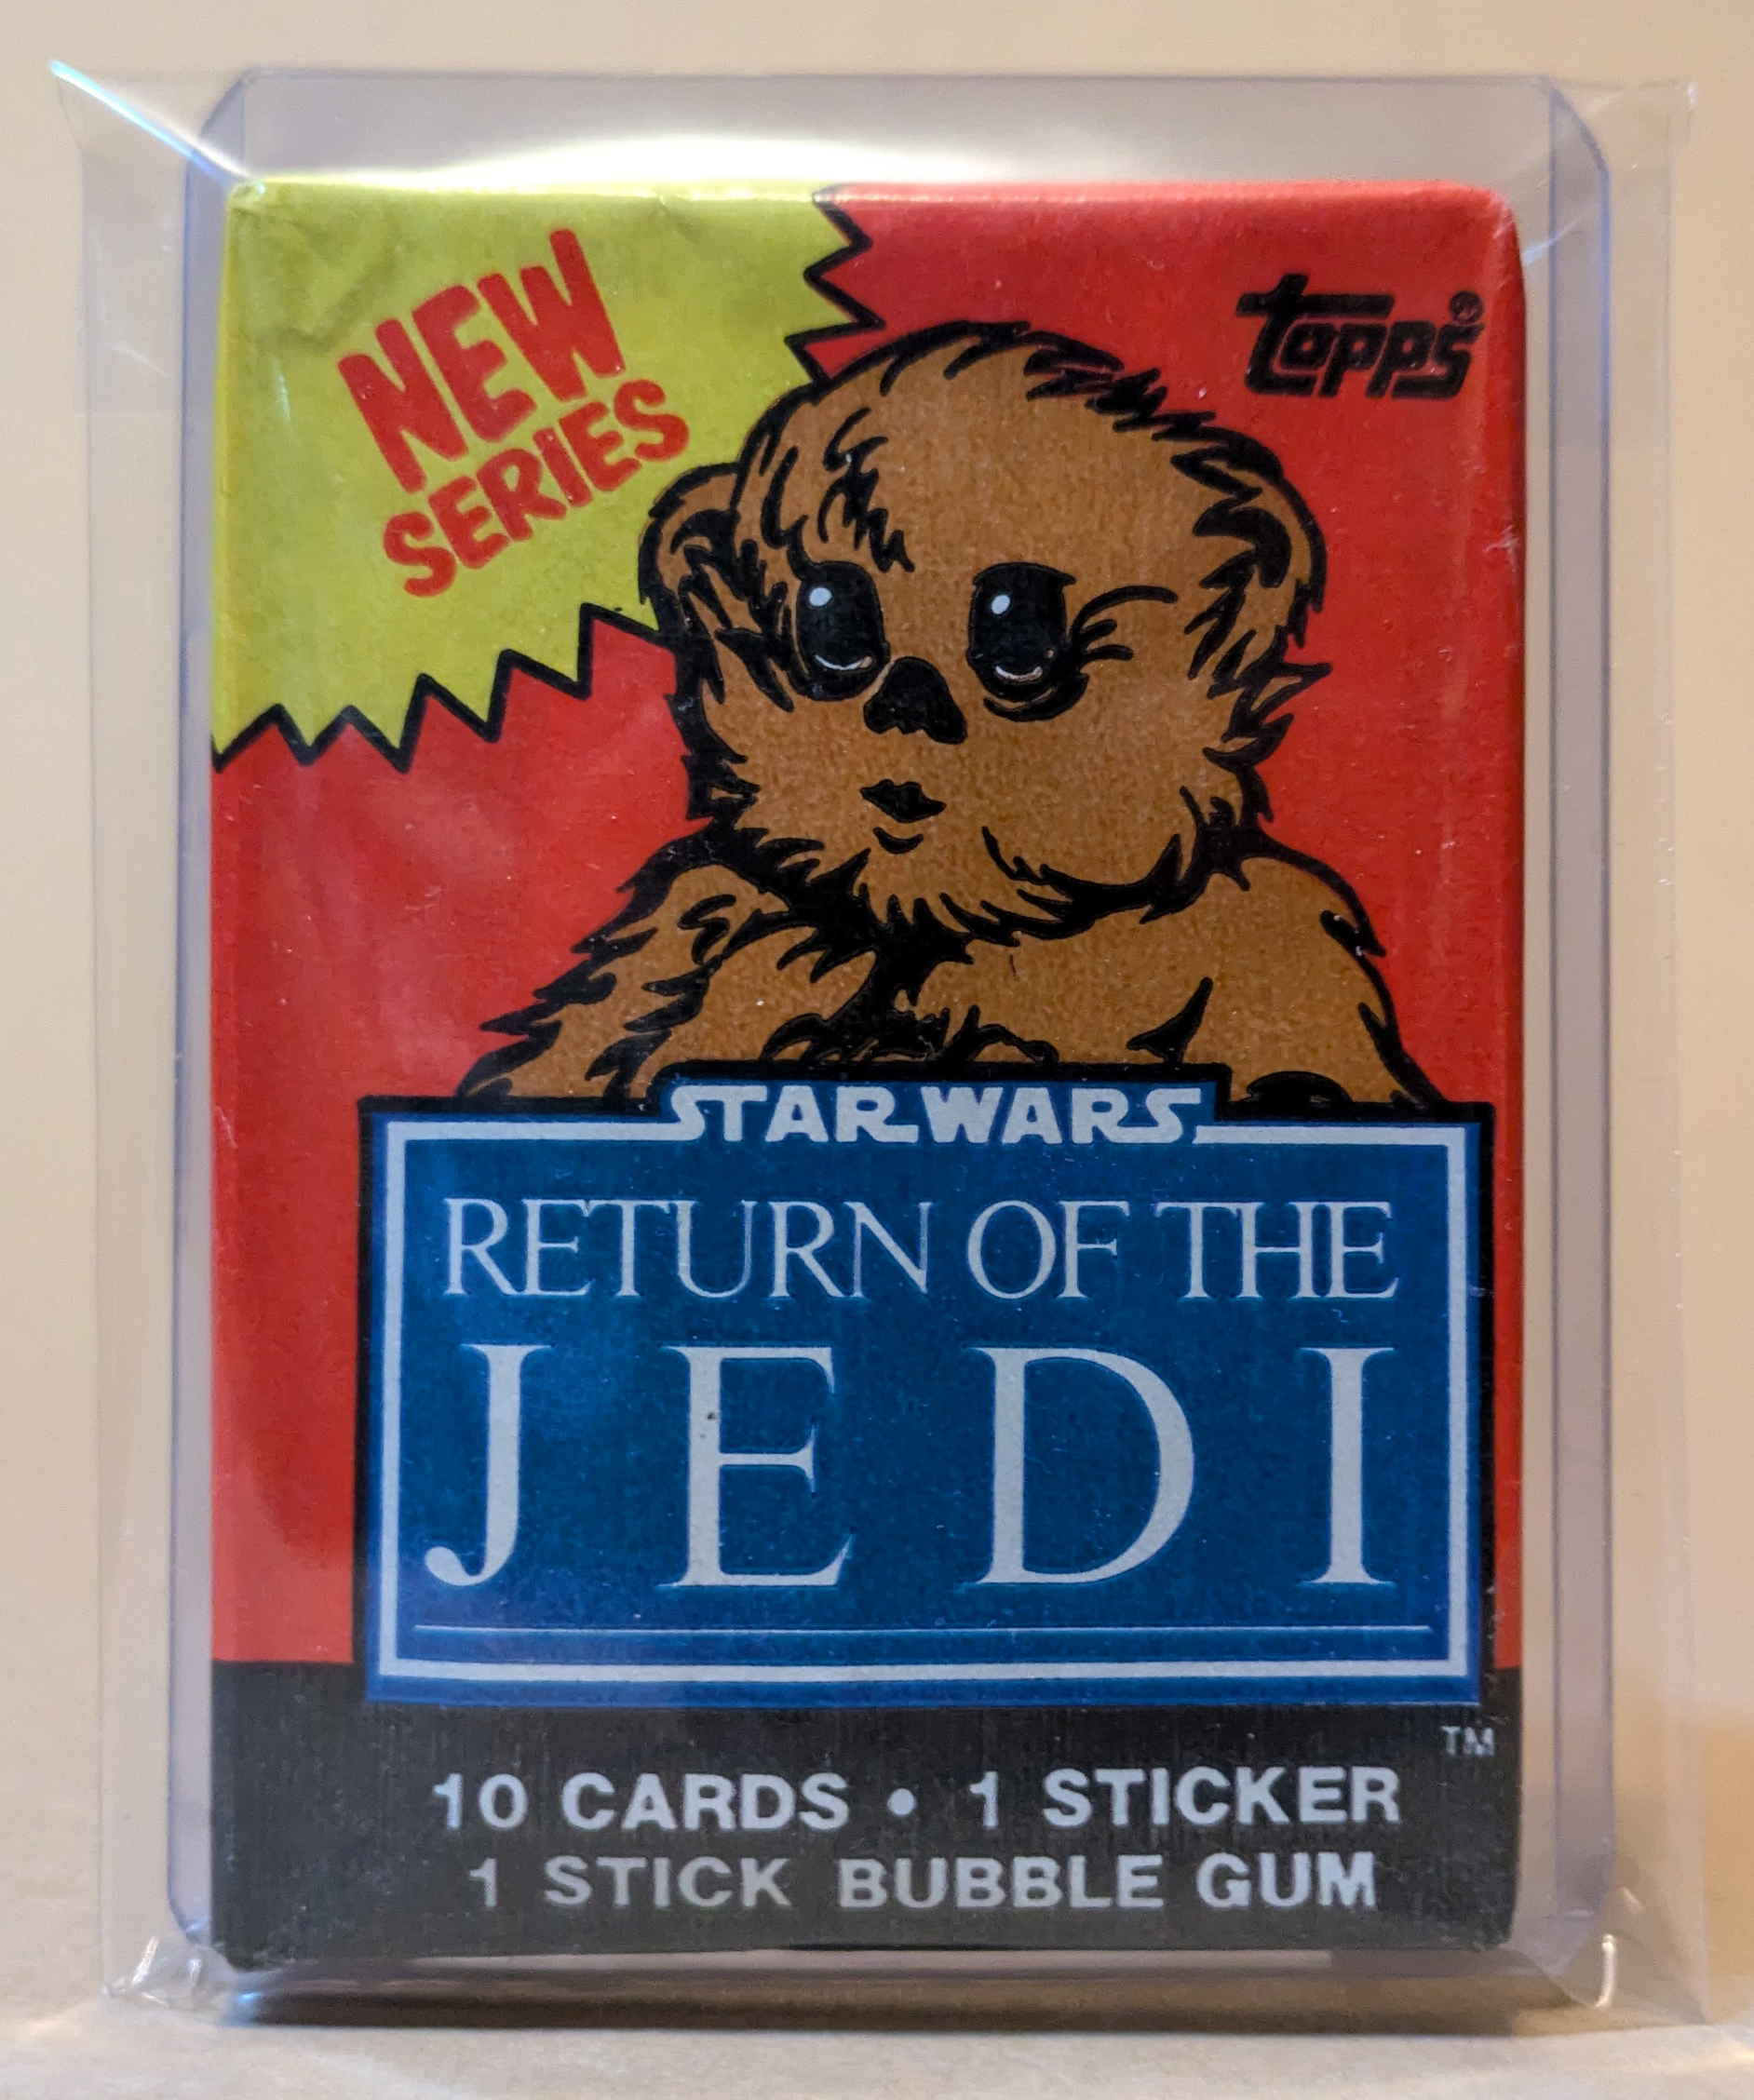 NEW
SERIES
topps®
STAR WARS
RETURN OF THE
JEDI
TM
10 CARDS • 1 STICKER
1 STICK BUBBLE GUM